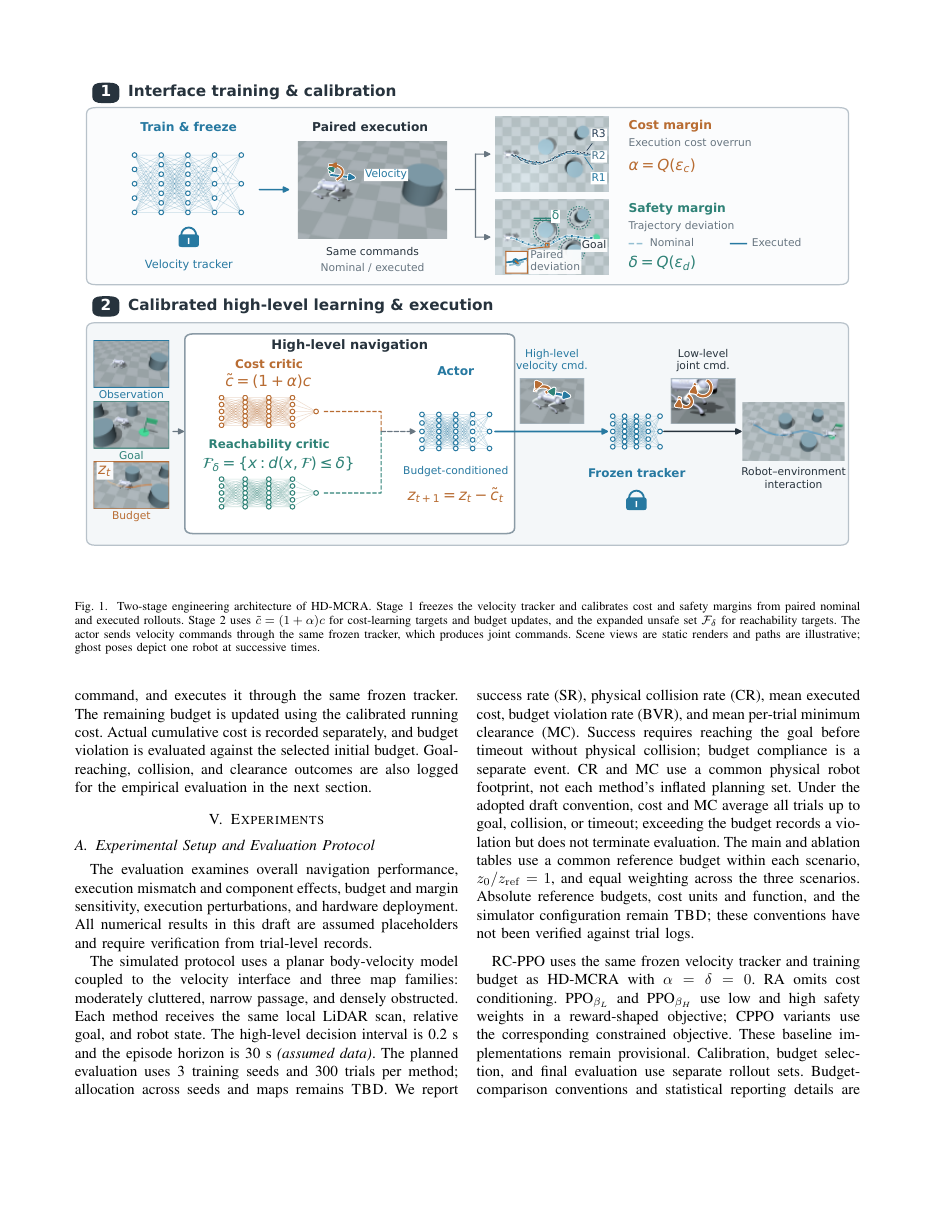 1 Interface training & calibration
Train & freeze
Velocity tracker
Paired execution
Velocity
Same commands
Nominal / executed
R3
R2
R1
δ
Goal
Paired
deviation
Cost margin
Execution cost overrun
α = Q(ε_c)
Safety margin
Trajectory deviation
Nominal Executed
δ = Q(ε_d)
2 Calibrated high-level learning & execution
Observation
Goal
z_t
Budget
High-level navigation
Cost critic
c̃ = (1 + α)c
Reachability critic
ℱ_δ = {x : d(x, ℱ) ≤ δ}
Actor
Budget-conditioned
z_{t+1} = z_t − c̃_t
High-level
velocity cmd.
Frozen tracker
Low-level
joint cmd.
Robot–environment
interaction
Fig. 1. Two-stage engineering architecture of HD-MCRA. Stage 1 freezes the velocity tracker and calibrates cost and safety margins from paired nominal
and executed rollouts. Stage 2 uses c̃ = (1 + α)c for cost-learning targets and budget updates, and the expanded unsafe set ℱ_δ for reachability targets. The
actor sends velocity commands through the same frozen tracker, which produces joint commands. Scene views are static renders and paths are illustrative;
ghost poses depict one robot at successive times.
command, and executes it through the same frozen tracker.
The remaining budget is updated using the calibrated running
cost. Actual cumulative cost is recorded separately, and budget
violation is evaluated against the selected initial budget. Goal-
reaching, collision, and clearance outcomes are also logged
for the empirical evaluation in the next section.
V. EXPERIMENTS
A. Experimental Setup and Evaluation Protocol
The evaluation examines overall navigation performance,
execution mismatch and component effects, budget and margin
sensitivity, execution perturbations, and hardware deployment.
All numerical results in this draft are assumed placeholders
and require verification from trial-level records.
The simulated protocol uses a planar body-velocity model
coupled to the velocity interface and three map families:
moderately cluttered, narrow passage, and densely obstructed.
Each method receives the same local LiDAR scan, relative
goal, and robot state. The high-level decision interval is 0.2 s
and the episode horizon is 30 s (assumed data). The planned
evaluation uses 3 training seeds and 300 trials per method;
allocation across seeds and maps remains TBD. We report
success rate (SR), physical collision rate (CR), mean executed
cost, budget violation rate (BVR), and mean per-trial minimum
clearance (MC). Success requires reaching the goal before
timeout without physical collision; budget compliance is a
separate event. CR and MC use a common physical robot
footprint, not each method's inflated planning set. Under the
adopted draft convention, cost and MC average all trials up to
goal, collision, or timeout; exceeding the budget records a vio-
lation but does not terminate evaluation. The main and ablation
tables use a common reference budget within each scenario,
z_0/z_ref = 1, and equal weighting across the three scenarios.
Absolute reference budgets, cost units and function, and the
simulator configuration remain TBD; these conventions have
not been verified against trial logs.
RC-PPO uses the same frozen velocity tracker and training
budget as HD-MCRA with α = δ = 0. RA omits cost
conditioning. PPO_{β_L} and PPO_{β_H} use low and high safety
weights in a reward-shaped objective; CPPO variants use
the corresponding constrained objective. These baseline im-
plementations remain provisional. Calibration, budget selec-
tion, and final evaluation use separate rollout sets. Budget-
comparison conventions and statistical reporting details are